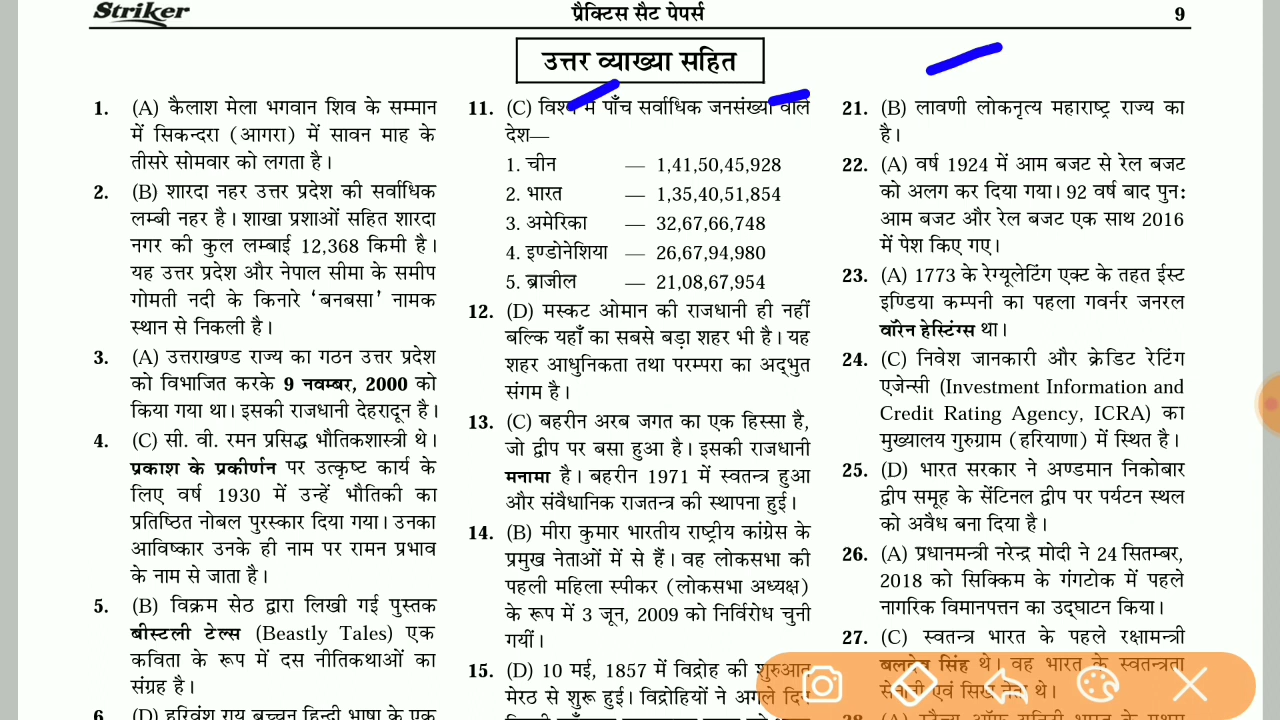 Striker
प्रैक्टिस सैट पेपर्स
9
उत्तर व्याख्या सहित
1. (A) कैलाश मेला भगवान शिव के सम्मान
में सिकन्दरा (आगरा) में सावन माह के
तीसरे सोमवार को लगता है।
2. (B) शारदा नहर उत्तर प्रदेश की सर्वाधिक
लम्बी नहर है। शाखा प्रशाओं सहित शारदा
नगर की कुल लम्बाई 12,368 किमी है।
यह उत्तर प्रदेश और नेपाल सीमा के समीप
गोमती नदी के किनारे ‘बनबसा’ नामक
स्थान से निकली है।
3. (A) उत्तराखण्ड राज्य का गठन उत्तर प्रदेश
को विभाजित करके 9 नवम्बर, 2000 को
किया गया था। इसकी राजधानी देहरादून है।
4. (C) सी. वी. रमन प्रसिद्ध भौतिकशास्त्री थे।
प्रकाश के प्रकीर्णन पर उत्कृष्ट कार्य के
लिए वर्ष 1930 में उन्हें भौतिकी का
प्रतिष्ठित नोबल पुरस्कार दिया गया। उनका
आविष्कार उनके ही नाम पर रामन प्रभाव
के नाम से जाता है।
5. (B) विक्रम सेठ द्वारा लिखी गई पुस्तक
बीस्टली टेल्स (Beastly Tales) एक
कविता के रूप में दस नीतिकथाओं का
संग्रह है।
6. (D) हरिवंश राय बच्चन हिन्दी भाषा के एक
11. (C) विश्व में पाँच सर्वाधिक जनसंख्या वाले
देश—
1. चीन — 1,41,50,45,928
2. भारत — 1,35,40,51,854
3. अमेरिका — 32,67,66,748
4. इण्डोनेशिया — 26,67,94,980
5. ब्राजील — 21,08,67,954
12. (D) मस्कट ओमान की राजधानी ही नहीं
बल्कि यहाँ का सबसे बड़ा शहर भी है। यह
शहर आधुनिकता तथा परम्परा का अद्‌भुत
संगम है।
13. (C) बहरीन अरब जगत का एक हिस्सा है,
जो द्वीप पर बसा हुआ है। इसकी राजधानी
मनामा है। बहरीन 1971 में स्वतन्त्र हुआ
और संवैधानिक राजतन्त्र की स्थापना हुई।
14. (B) मीरा कुमार भारतीय राष्ट्रीय कांग्रेस के
प्रमुख नेताओं में से हैं। वह लोकसभा की
पहली महिला स्पीकर (लोकसभा अध्यक्ष)
के रूप में 3 जून, 2009 को निर्विरोध चुनी
गयीं।
15. (D) 10 मई, 1857 में विद्रोह की शुरुआत
मेरठ से शुरू हुई। विद्रोहियों ने अगले दिन
21. (B) लावणी लोकनृत्य महाराष्ट्र राज्य का
है।
22. (A) वर्ष 1924 में आम बजट से रेल बजट
को अलग कर दिया गया। 92 वर्ष बाद पुन:
आम बजट और रेल बजट एक साथ 2016
में पेश किए गए।
23. (A) 1773 के रेग्यूलेटिंग एक्ट के तहत ईस्ट
इण्डिया कम्पनी का पहला गवर्नर जनरल
वॉरेन हेस्टिंग्स था।
24. (C) निवेश जानकारी और क्रेडिट रेटिंग
एजेन्सी (Investment Information and
Credit Rating Agency, ICRA) का
मुख्यालय गुरुग्राम (हरियाणा) में स्थित है।
25. (D) भारत सरकार ने अण्डमान निकोबार
द्वीप समूह के सेंटिनल द्वीप पर पर्यटन स्थल
को अवैध बना दिया है।
26. (A) प्रधानमन्त्री नरेन्द्र मोदी ने 24 सितम्बर,
2018 को सिक्किम के गंगटोक में पहले
नागरिक विमानपत्तन का उद्‌घाटन किया।
27. (C) स्वतन्त्र भारत के पहले रक्षामन्त्री
बलदेव सिंह थे। वह भारत के स्वतन्त्रता
सेनानी एवं सिख नेता थे।